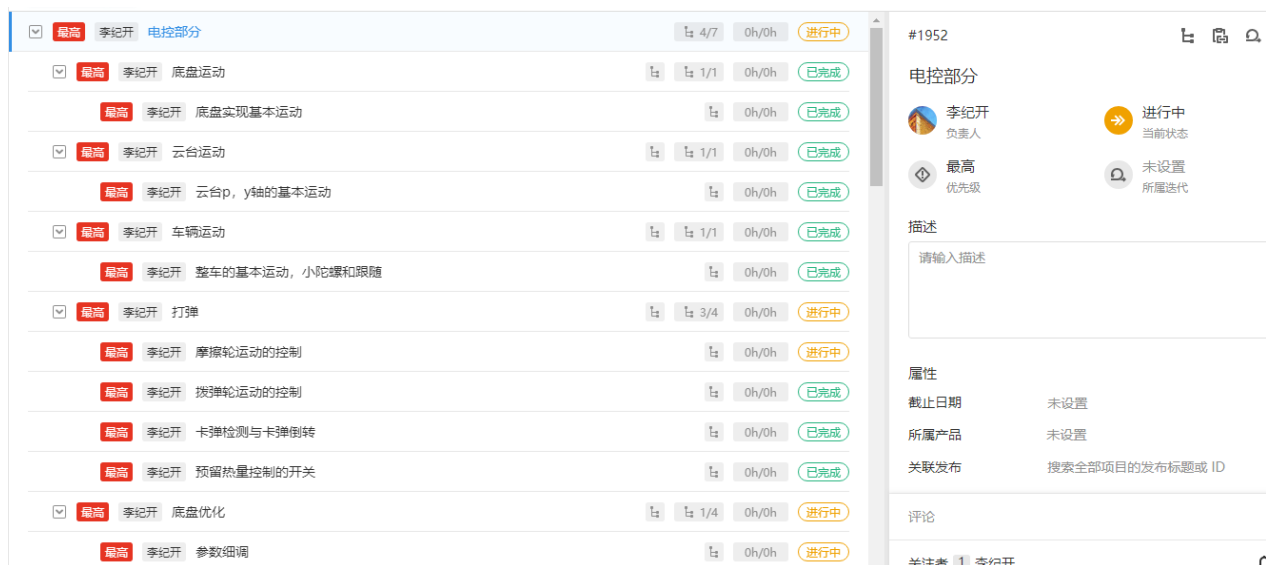 最高 李纪开 电控部分 4/7 0h/0h 进行中
最高 李纪开 底盘运动 1/1 0h/0h 已完成
最高 李纪开 底盘实现基本运动 0h/0h 已完成
最高 李纪开 云台运动 1/1 0h/0h 已完成
最高 李纪开 云台p，y轴的基本运动 0h/0h 已完成
最高 李纪开 车辆运动 1/1 0h/0h 已完成
最高 李纪开 整车的基本运动，小陀螺和跟随 0h/0h 已完成
最高 李纪开 打弹 3/4 0h/0h 进行中
最高 李纪开 摩擦轮运动的控制 0h/0h 进行中
最高 李纪开 拨弹轮运动的控制 0h/0h 已完成
最高 李纪开 卡弹检测与卡弹倒转 0h/0h 已完成
最高 李纪开 预留热量控制的开关 0h/0h 已完成
最高 李纪开 底盘优化 1/4 0h/0h 进行中
最高 李纪开 参数细调 0h/0h 进行中
#1952
电控部分
李纪开 进行中
负责人 当前状态
最高 未设置
优先级 所属迭代
描述
请输入描述
属性
截止日期 未设置
所属产品 未设置
关联发布 搜索全部项目的发布标题或 ID
评论
关注者 1 李纪开